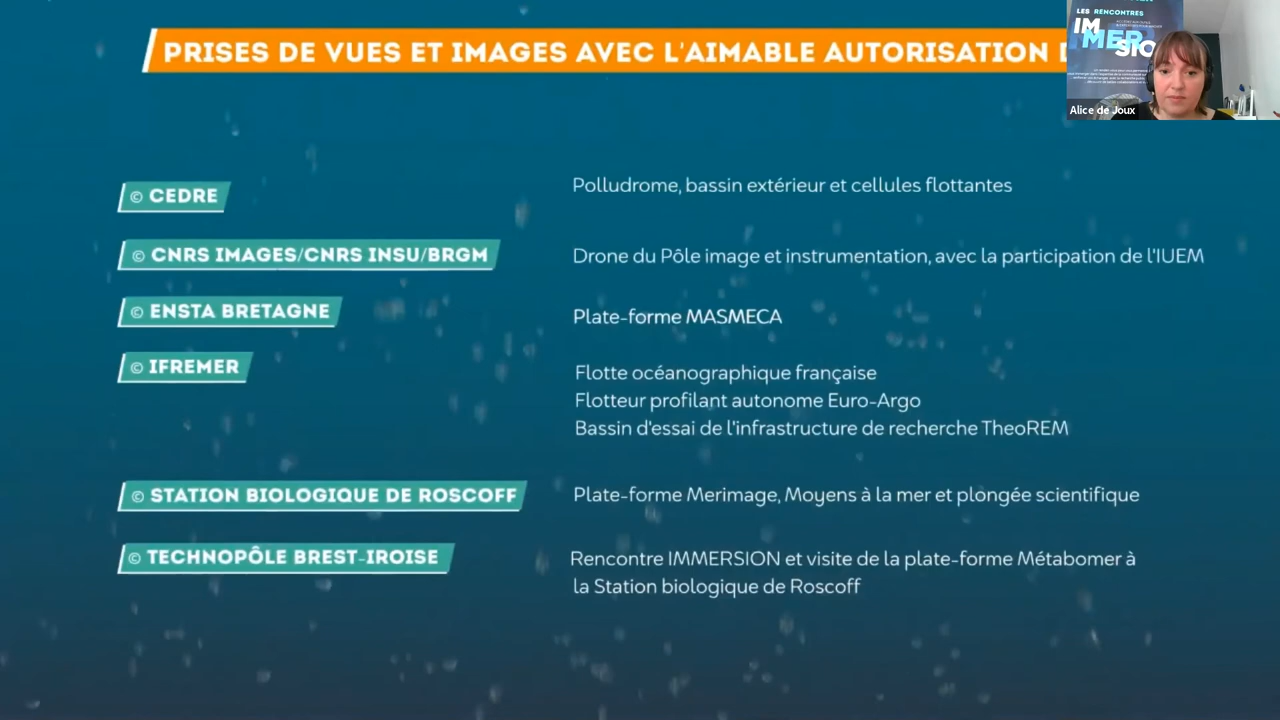 PRISES DE VUES ET IMAGES AVEC L'AIMABLE AUTORISATION
LES RENCONTRES
IM
MER
SIO
Alice de Joux
© CEDRE
Polludrome, bassin extérieur et cellules flottantes
© CNRS IMAGES/CNRS INSU/BRGM
Drone du Pôle image et instrumentation, avec la participation de l'IUEM
© ENSTA BRETAGNE
Plate-forme MASMECA
© IFREMER
Flotte océanographique française
Flotteur profilant autonome Euro-Argo
Bassin d'essai de l'infrastructure de recherche TheoREM
© STATION BIOLOGIQUE DE ROSCOFF
Plate-forme Merimage, Moyens à la mer et plongée scientifique
© TECHNOPÔLE BREST-IROISE
Rencontre IMMERSION et visite de la plate-forme Métabomer à
la Station biologique de Roscoff